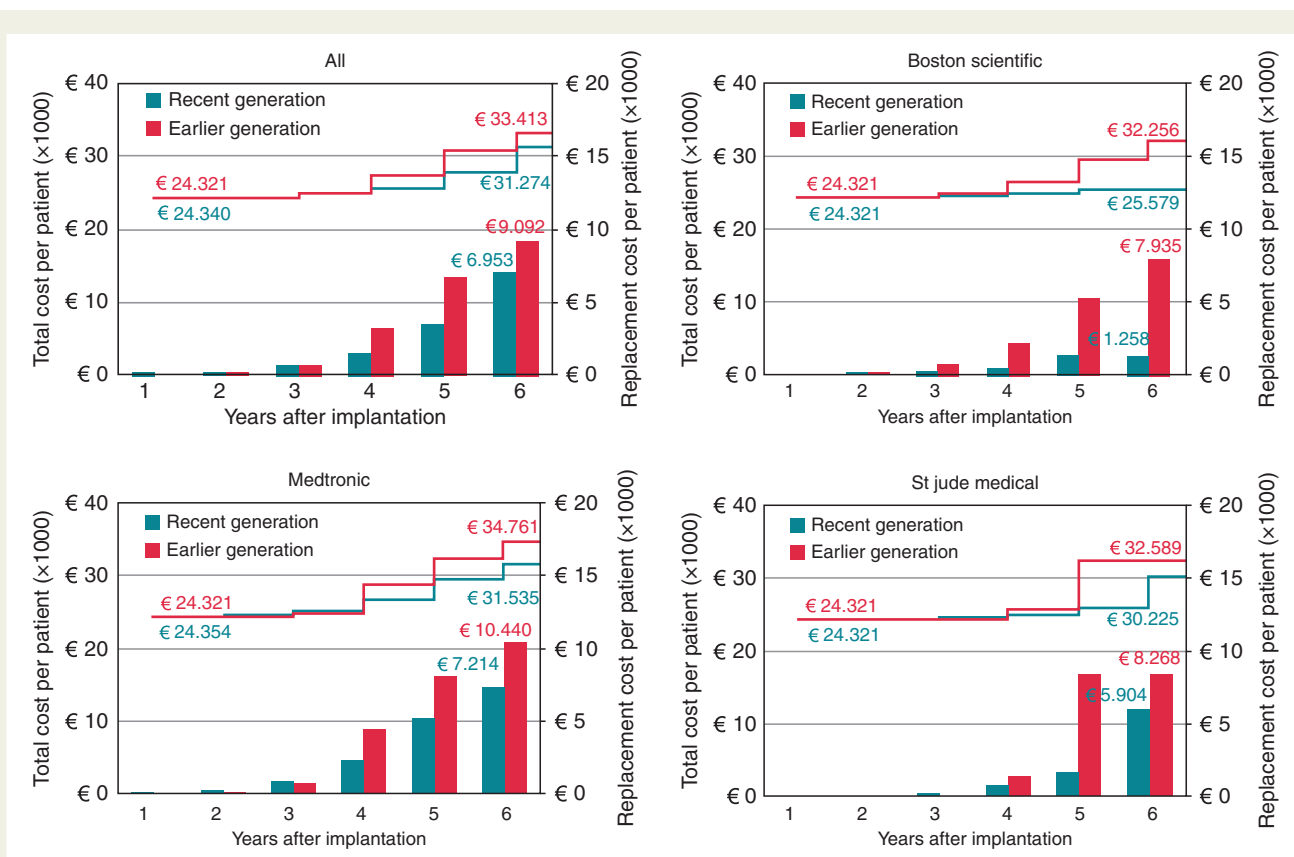 All
€ 40
€ 30
€ 20
€ 10
€ 0
Total cost per patient (×1000)
Recent generation
Earlier generation
€ 33.413
€ 24.321
€ 31.274
€ 24.340
€9.092
€ 6.953
€ 20
€ 15
€ 10
€ 5
€ 0
Replacement cost per patient (×1000)
1 2 3 4 5 6
Years after implantation
Boston scientific
€ 40
€ 30
€ 20
€ 10
€ 0
Total cost per patient (×1000)
Recent generation
Earlier generation
€ 32.256
€ 24.321
€ 25.579
€ 24.321
€ 7.935
€ 1.258
€ 20
€ 15
€ 10
€ 5
€ 0
Replacement cost per patient (×1000)
1 2 3 4 5 6
Years after implantation
Medtronic
€ 40
€ 30
€ 20
€ 10
€ 0
Total cost per patient (×1000)
Recent generation
Earlier generation
€ 34.761
€ 24.321
€ 31.535
€ 24.354
€ 10.440
€ 7.214
€ 20
€ 15
€ 10
€ 5
€ 0
Replacement cost per patient (×1000)
1 2 3 4 5 6
Years after implantation
St jude medical
€ 40
€ 30
€ 20
€ 10
€ 0
Total cost per patient (×1000)
Recent generation
Earlier generation
€ 32.589
€ 24.321
€ 30.225
€ 24.321
€ 8.268
€ 5.904
€ 20
€ 15
€ 10
€ 5
€ 0
Replacement cost per patient (×1000)
1 2 3 4 5 6
Years after implantation